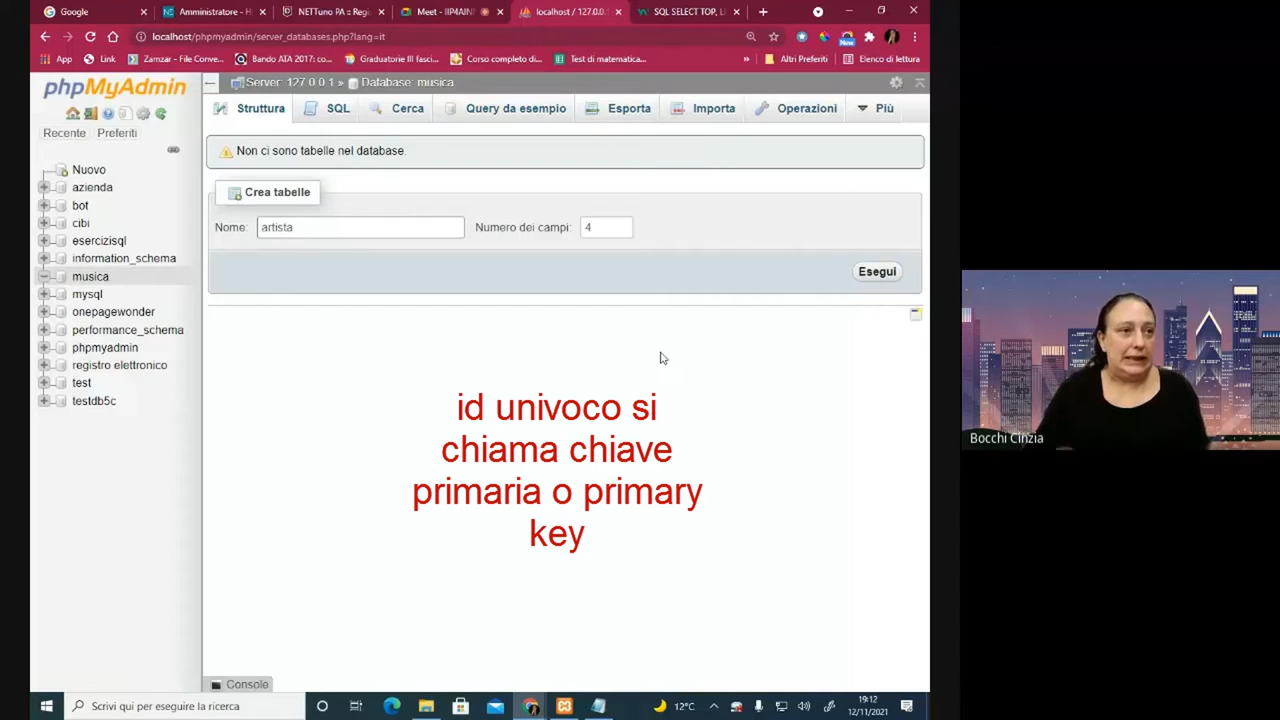 Google
Amministratore - H
NETTuno PA :: Regi
Meet - IIP4AIN
localhost / 127.0.0.1
SQL SELECT TOP, LI
localhost/phpmyadmin/server_databases.php?lang=it
New
App
Link
Zamzar - File Conve...
Bando ATA 2017: co...
Graduatorie III fasci...
Corso completo di...
Test di matematica...
»
Altri Preferiti
Elenco di lettura
phpMyAdmin
Recente
Preferiti
Nuovo
azienda
bot
cibi
esercizisql
information_schema
musica
mysql
onepagewonder
performance_schema
phpmyadmin
registro elettronico
test
testdb5c
Server: 127.0.0.1 » Database: musica
Struttura
SQL
Cerca
Query da esempio
Esporta
Importa
Operazioni
Più
Non ci sono tabelle nel database.
Crea tabelle
Nome: artista
Numero dei campi: 4
Esegui
id univoco si
chiama chiave
primaria o primary
key
Console
Bocchi Cinzia
Scrivi qui per eseguire la ricerca
12°C
19:12
12/11/2021